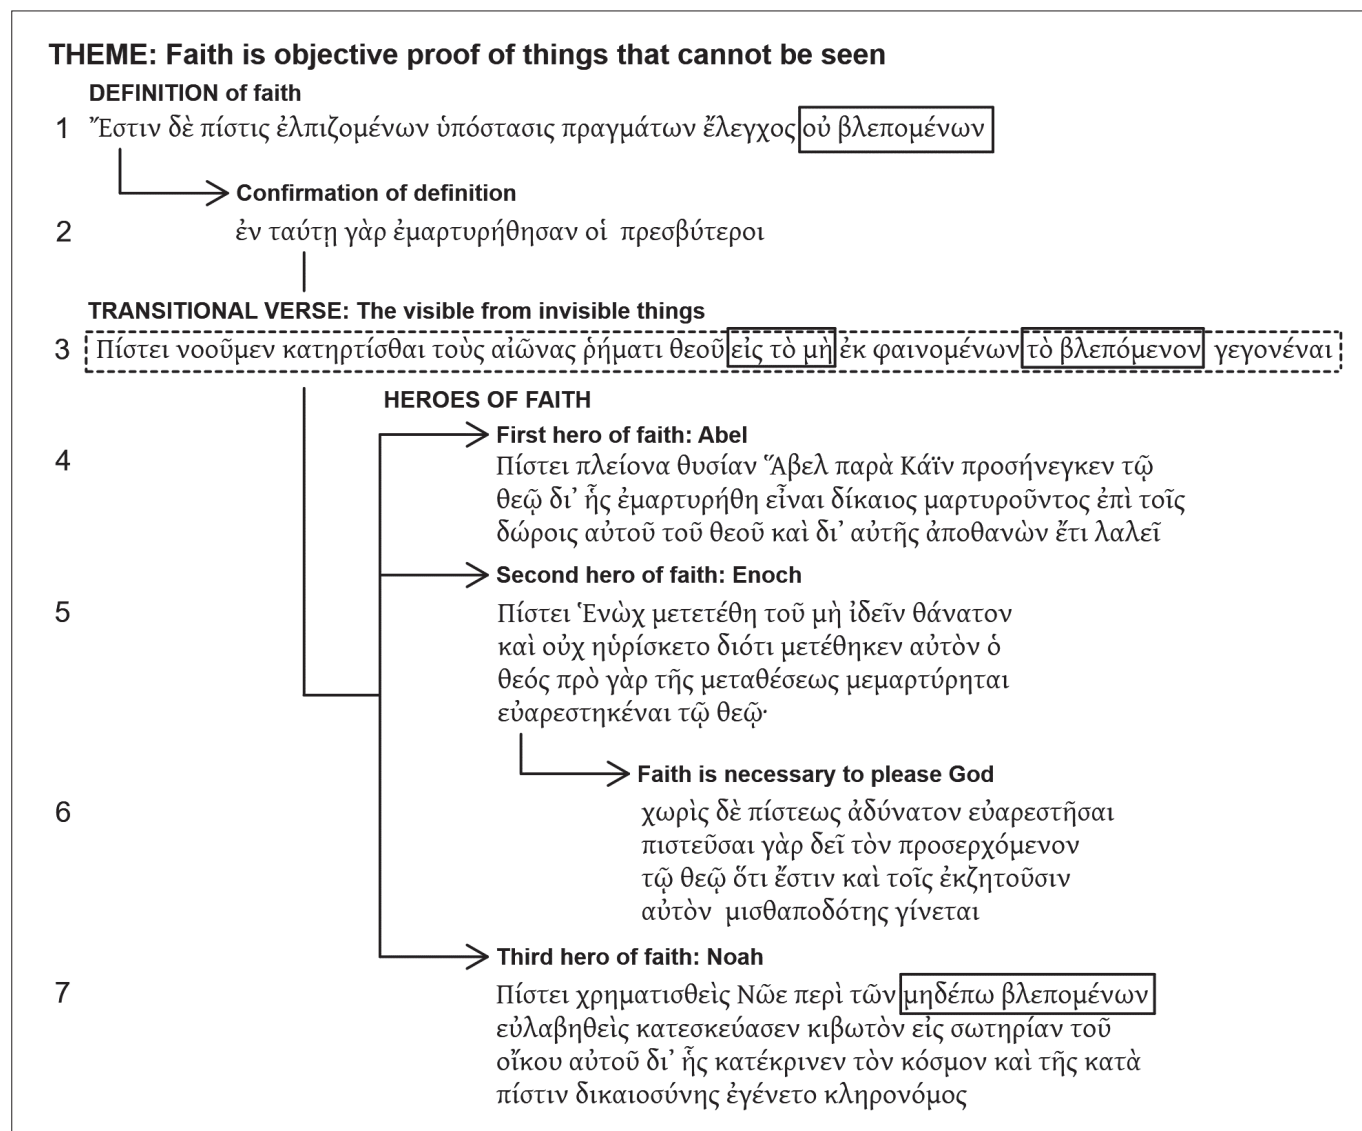 THEME: Faith is objective proof of things that cannot be seen
DEFINITION of faith
1 Ἔστιν δὲ πίστις ἐλπιζομένων ὑπόστασις πραγμάτων ἔλεγχος οὐ βλεπομένων
Confirmation of definition
2 ἐν ταύτῃ γὰρ ἐμαρτυρήθησαν οἱ πρεσβύτεροι
TRANSITIONAL VERSE: The visible from invisible things
3 Πίστει νοοῦμεν κατηρτίσθαι τοὺς αἰῶνας ῥήματι θεοῦ εἰς τὸ μὴ ἐκ φαινομένων τὸ βλεπόμενον γεγονέναι
HEROES OF FAITH
First hero of faith: Abel
4 Πίστει πλείονα θυσίαν Ἅβελ παρὰ Κάϊν προσήνεγκεν τῷ
θεῷ δι’ ἧς ἐμαρτυρήθη εἶναι δίκαιος μαρτυροῦντος ἐπὶ τοῖς
δώροις αὐτοῦ τοῦ θεοῦ καὶ δι’ αὐτῆς ἀποθανὼν ἔτι λαλεῖ
Second hero of faith: Enoch
5 Πίστει Ἑνὼχ μετετέθη τοῦ μὴ ἰδεῖν θάνατον
καὶ οὐχ ηὑρίσκετο διότι μετέθηκεν αὐτὸν ὁ
θεός πρὸ γὰρ τῆς μεταθέσεως μεμαρτύρηται
εὐαρεστηκέναι τῷ θεῷ·
Faith is necessary to please God
6 χωρὶς δὲ πίστεως ἀδύνατον εὐαρεστῆσαι
πιστεῦσαι γὰρ δεῖ τὸν προσερχόμενον
τῷ θεῷ ὅτι ἔστιν καὶ τοῖς ἐκζητοῦσιν
αὐτὸν μισθαποδότης γίνεται
Third hero of faith: Noah
7 Πίστει χρηματισθεὶς Νῶε περὶ τῶν μηδέπω βλεπομένων
εὐλαβηθεὶς κατεσκεύασεν κιβωτὸν εἰς σωτηρίαν τοῦ
οἴκου αὐτοῦ δι’ ἧς κατέκρινεν τὸν κόσμον καὶ τῆς κατὰ
πίστιν δικαιοσύνης ἐγένετο κληρονόμος